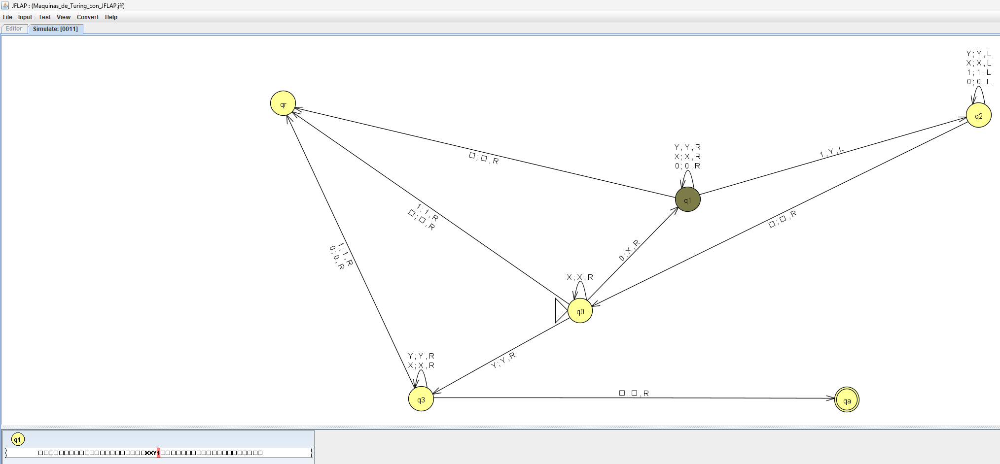 JFLAP : (Maquinas_de_Turing_con_JFLAP.jff)
File Input Test View Convert Help
Editor Simulate: [0011]
Y ; Y , L
X ; X , L
1 ; 1 , L
0 ; 0 , L
qr
q2
Y ; Y , R
X ; X , R
0 ; 0 , R
1 ; Y , L
□ ; □ , R
q1
1 ; 1 , R
□ ; □ , R
□ ; □ , R
1 ; 1 , R
0 ; 0 , R
0 ; X , R
X ; X , R
q0
Y ; Y , R
X ; X , R
Y ; Y , R
□ ; □ , R
q3
qa
q1
□□□□□□□□□□□□□□□□□□□□□XXY1□□□□□□□□□□□□□□□□□□□□